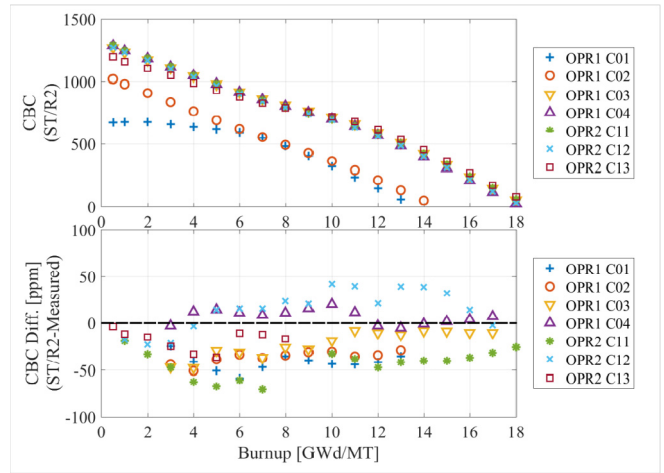 1500
1000
500
0
CBC
(ST/R2)
OPR1 C01
OPR1 C02
OPR1 C03
OPR1 C04
OPR2 C11
OPR2 C12
OPR2 C13
0 2 4 6 8 10 12 14 16 18
100
50
0
-50
-100
CBC Diff. [ppm]
(ST/R2-Measured)
OPR1 C01
OPR1 C02
OPR1 C03
OPR1 C04
OPR2 C11
OPR2 C12
OPR2 C13
0 2 4 6 8 10 12 14 16 18
Burnup [GWd/MT]